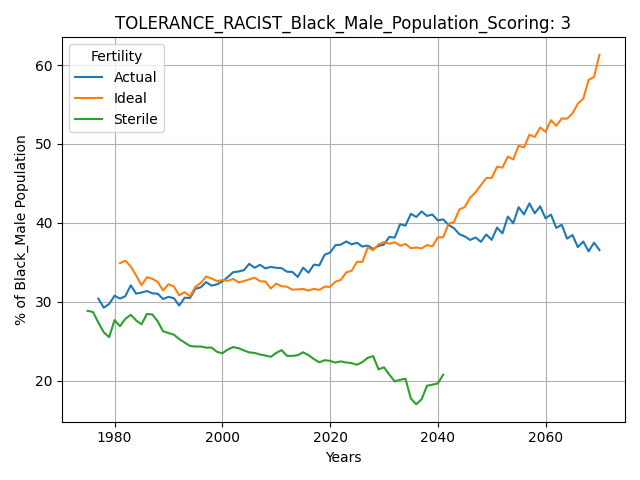 TOLERANCE_RACIST_Black_Male_Population_Scoring: 3
Fertility
Actual
Ideal
Sterile
% of Black_Male Population
60
50
40
30
20
1980
2000
2020
2040
2060
Years